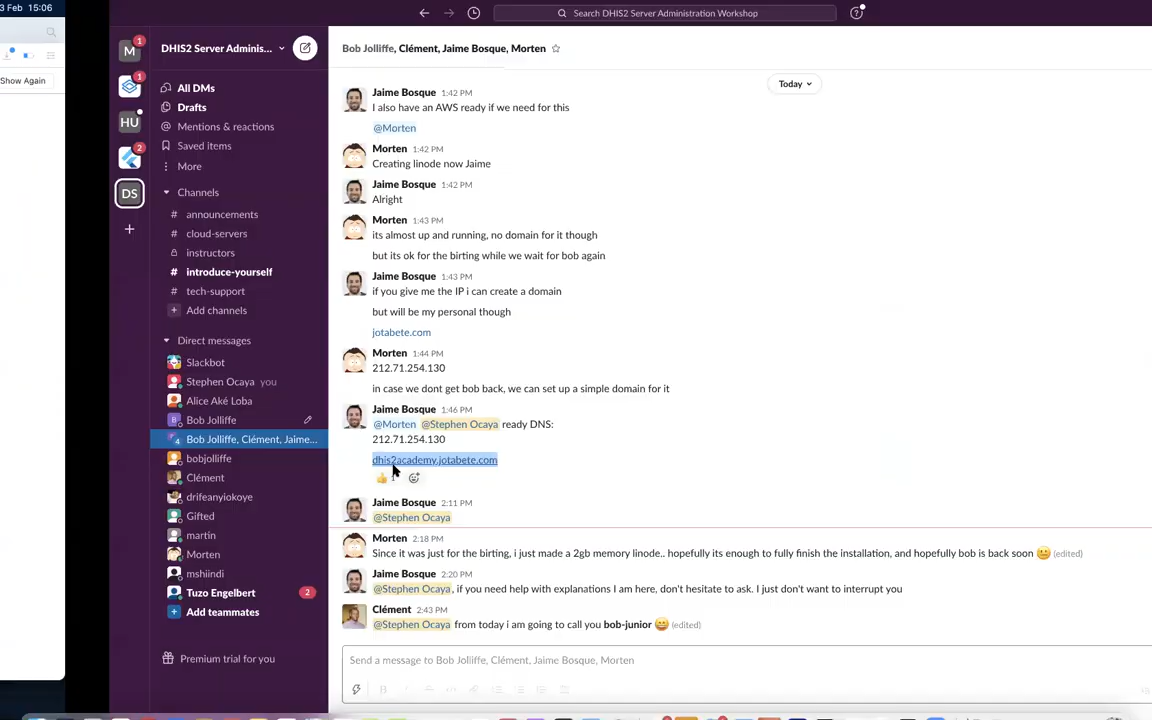 3 Feb 15:06
Show Again
Search DHIS2 Server Administration Workshop
M
1
1
HU
2
DS
DHIS2 Server Adminis...
All DMs
Drafts
Mentions & reactions
Saved items
More
Channels
# announcements
# cloud-servers
instructors
# introduce-yourself
# tech-support
+ Add channels
Direct messages
Slackbot
Stephen Ocaya you
Alice Aké Loba
Bob Jolliffe
4 Bob Jolliffe, Clément, Jaime...
bobjolliffe
Clément
drifeanyiokoye
Gifted
martin
Morten
mshiindi
Tuzo Engelbert 2
+ Add teammates
Premium trial for you
Bob Jolliffe, Clément, Jaime Bosque, Morten
Today
Jaime Bosque 1:42 PM
I also have an AWS ready if we need for this
@Morten
Morten 1:42 PM
Creating linode now Jaime
Jaime Bosque 1:42 PM
Alright
Morten 1:43 PM
its almost up and running, no domain for it though
but its ok for the birting while we wait for bob again
Jaime Bosque 1:43 PM
if you give me the IP i can create a domain
but will be my personal though
jotabete.com
Morten 1:44 PM
212.71.254.130
in case we dont get bob back, we can set up a simple domain for it
Jaime Bosque 1:46 PM
@Morten @Stephen Ocaya ready DNS:
212.71.254.130
dhis2academy.jotabete.com
Jaime Bosque 2:11 PM
@Stephen Ocaya
Morten 2:18 PM
Since it was just for the birting, i just made a 2gb memory linode.. hopefully its enough to fully finish the installation, and hopefully bob is back soon 😄 (edited)
Jaime Bosque 2:20 PM
@Stephen Ocaya, if you need help with explanations I am here, don't hesitate to ask. I just don't want to interrupt you
Clément 2:43 PM
@Stephen Ocaya from today i am going to call you bob-junior 😄 (edited)
Send a message to Bob Jolliffe, Clément, Jaime Bosque, Morten